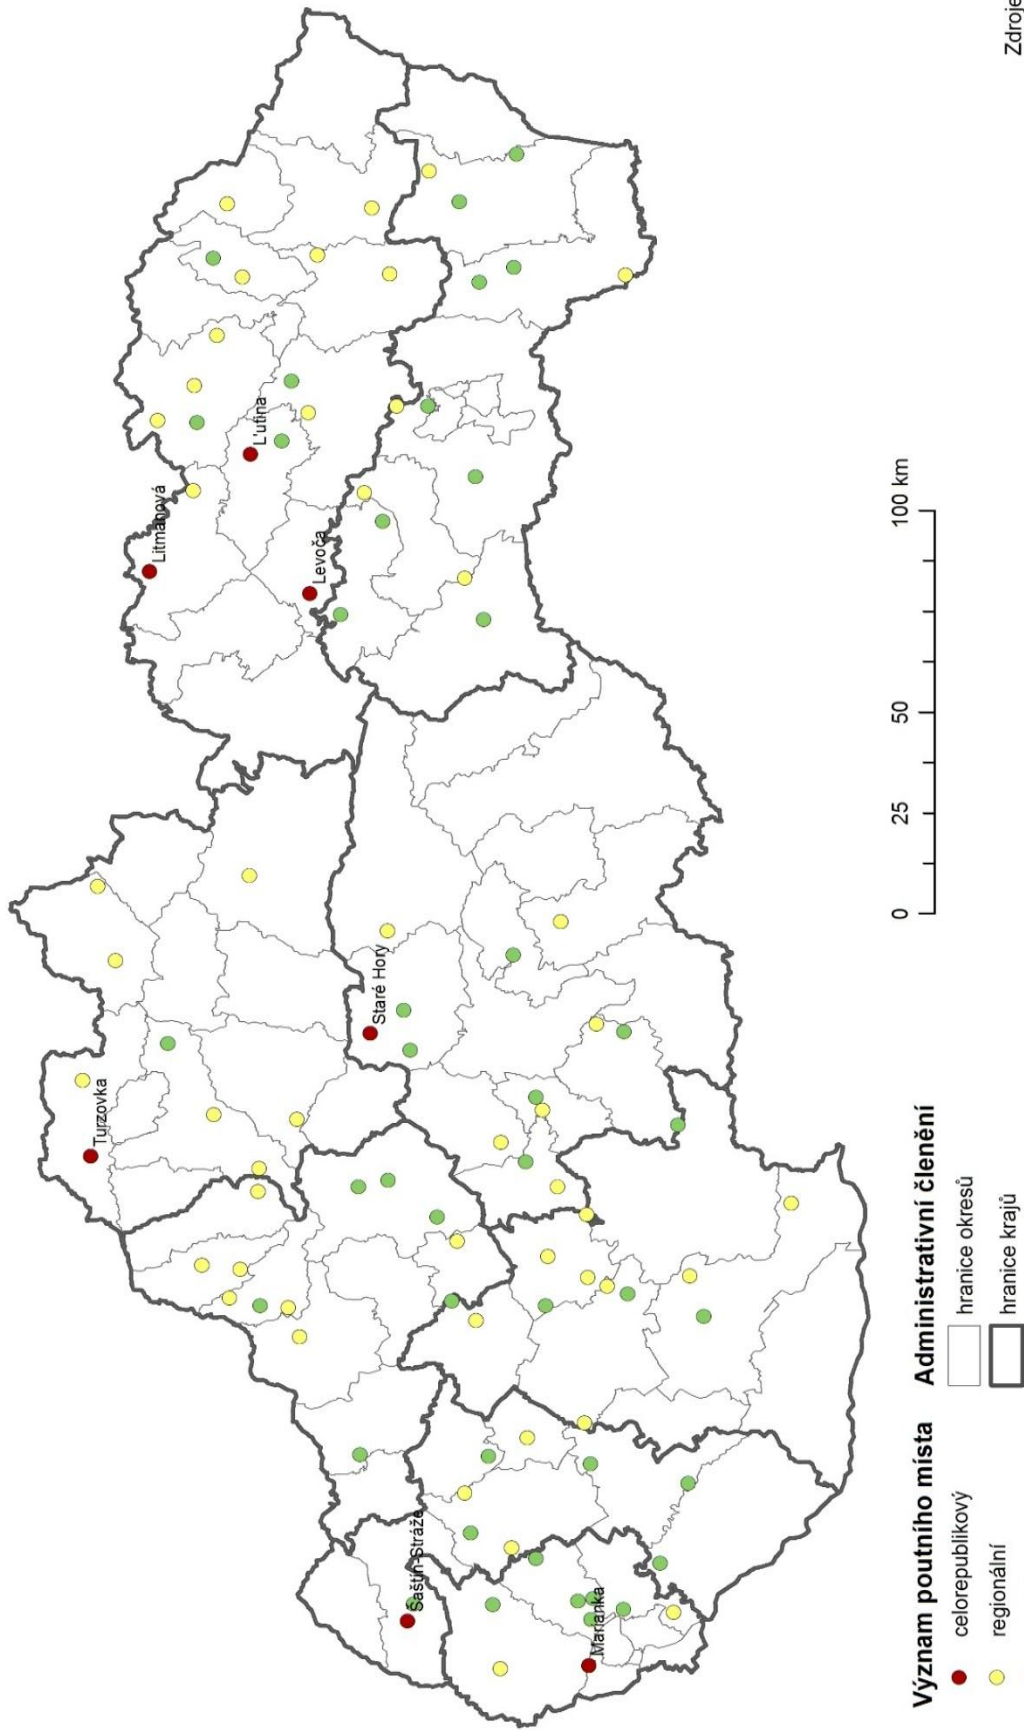 Turzovka
Litmanová
Ľutina
Levoča
Staré Hory
Šaštín-Stráže
Marianka
0 25 50 100 km
Význam poutního místa
celorepublikový
regionální
Administrativní členění
hranice okresů
hranice krajů
Zdroje